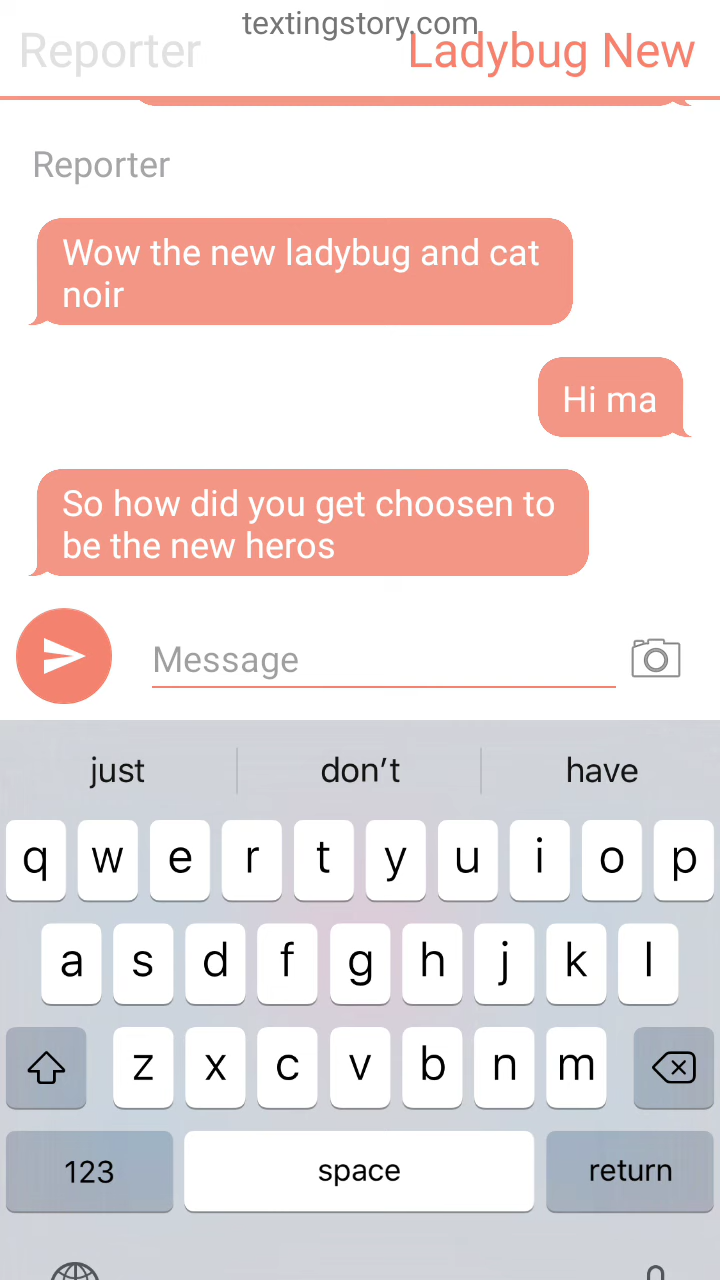 textingstory.com
Reporter
Ladybug New
Reporter
Wow the new ladybug and cat
noir
Hi ma
So how did you get choosen to
be the new heros
Message
just
don't
have
q w e r t y u i o p
a s d f g h j k l
z x c v b n m
123
space
return